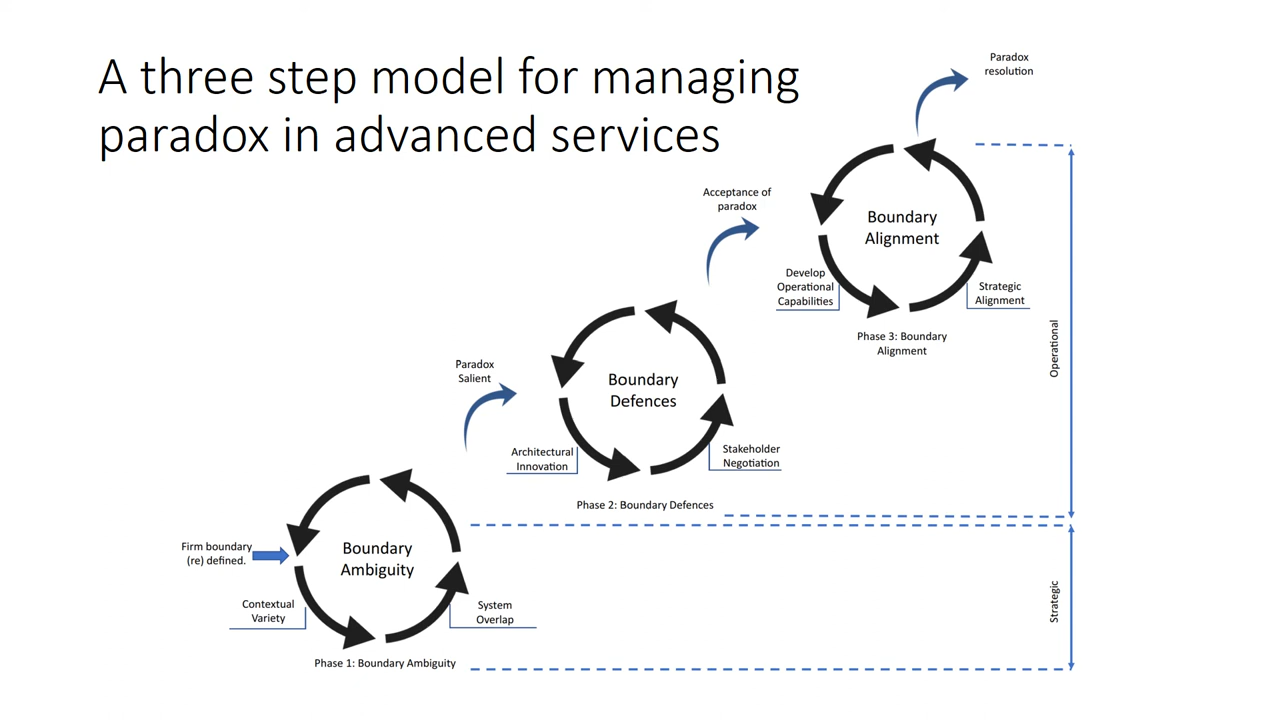 A three step model for managing
paradox in advanced services
Paradox
resolution
Acceptance of
paradox
Boundary
Alignment
Develop
Operational
Capabilities
Strategic
Alignment
Phase 3: Boundary
Alignment
Operational
Paradox
Salient
Boundary
Defences
Architectural
Innovation
Stakeholder
Negotiation
Phase 2: Boundary Defences
Firm boundary
(re) defined.
Boundary
Ambiguity
Contextual
Variety
System
Overlap
Phase 1: Boundary Ambiguity
Strategic